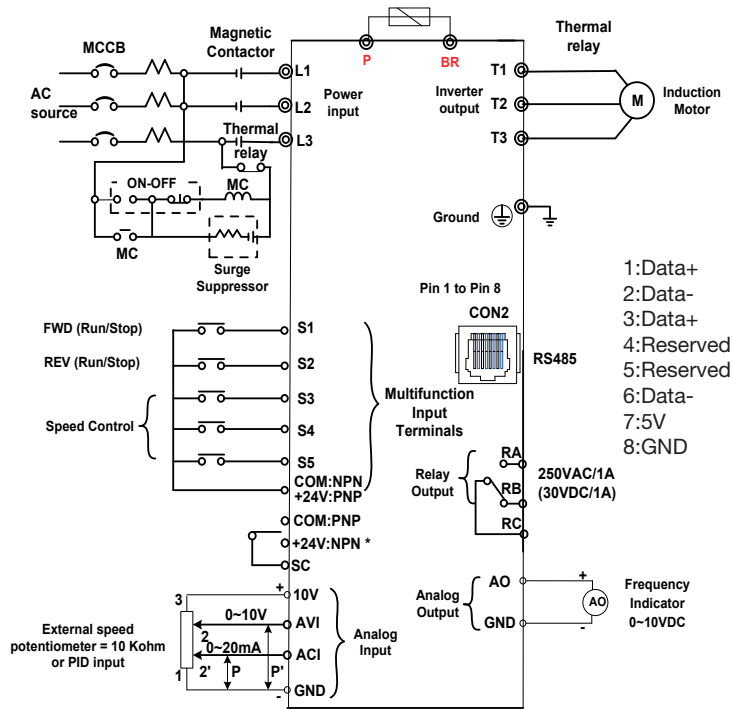 P
BR
MCCB
Magnetic
Contactor
L1
L2
L3
AC
source
Power
input
Thermal
relay
ON-OFF
MC
MC
Surge
Suppressor
Thermal
relay
T1
T2
T3
Inverter
output
M
Induction
Motor
Ground
Pin 1 to Pin 8
CON2
RS485
1:Data+
2:Data-
3:Data+
4:Reserved
5:Reserved
6:Data-
7:5V
8:GND
FWD (Run/Stop)
S1
REV (Run/Stop)
S2
S3
Speed Control
S4
S5
Multifunction
Input
Terminals
COM:NPN
+24V:PNP
COM:PNP
+24V:NPN *
SC
Relay
Output
RA
RB
RC
250VAC/1A
(30VDC/1A)
External speed
potentiometer = 10 Kohm
or PID input
3
2
2'
1
+
10V
0~10V
AVI
0~20mA
ACI
P
P'
-
GND
Analog
Input
Analog
Output
AO
GND
+
AO
-
Frequency
Indicator
0~10VDC